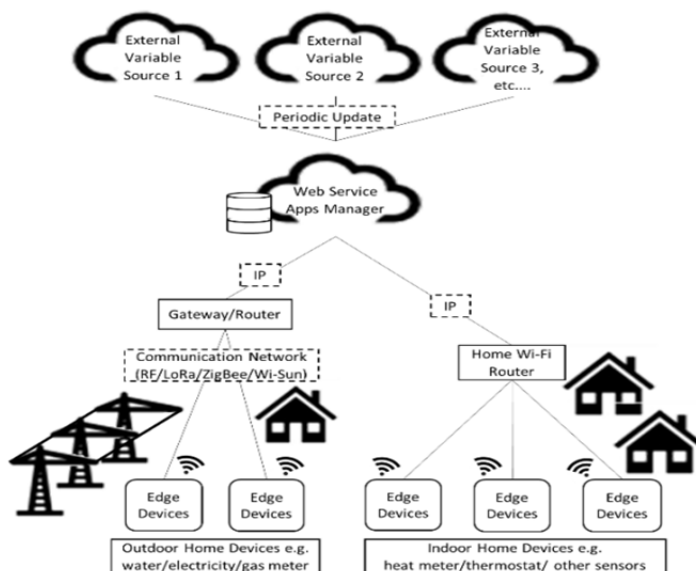 External
Variable
Source 1
External
Variable
Source 2
External
Variable
Source 3,
etc....
Periodic Update
Web Service
Apps Manager
IP
IP
Gateway/Router
Communication Network
(RF/LoRa/ZigBee/Wi-Sun)
Home Wi-Fi
Router
Edge
Devices
Edge
Devices
Edge
Devices
Edge
Devices
Edge
Devices
Outdoor Home Devices e.g.
water/electricity/gas meter
Indoor Home Devices e.g.
heat meter/thermostat/ other sensors